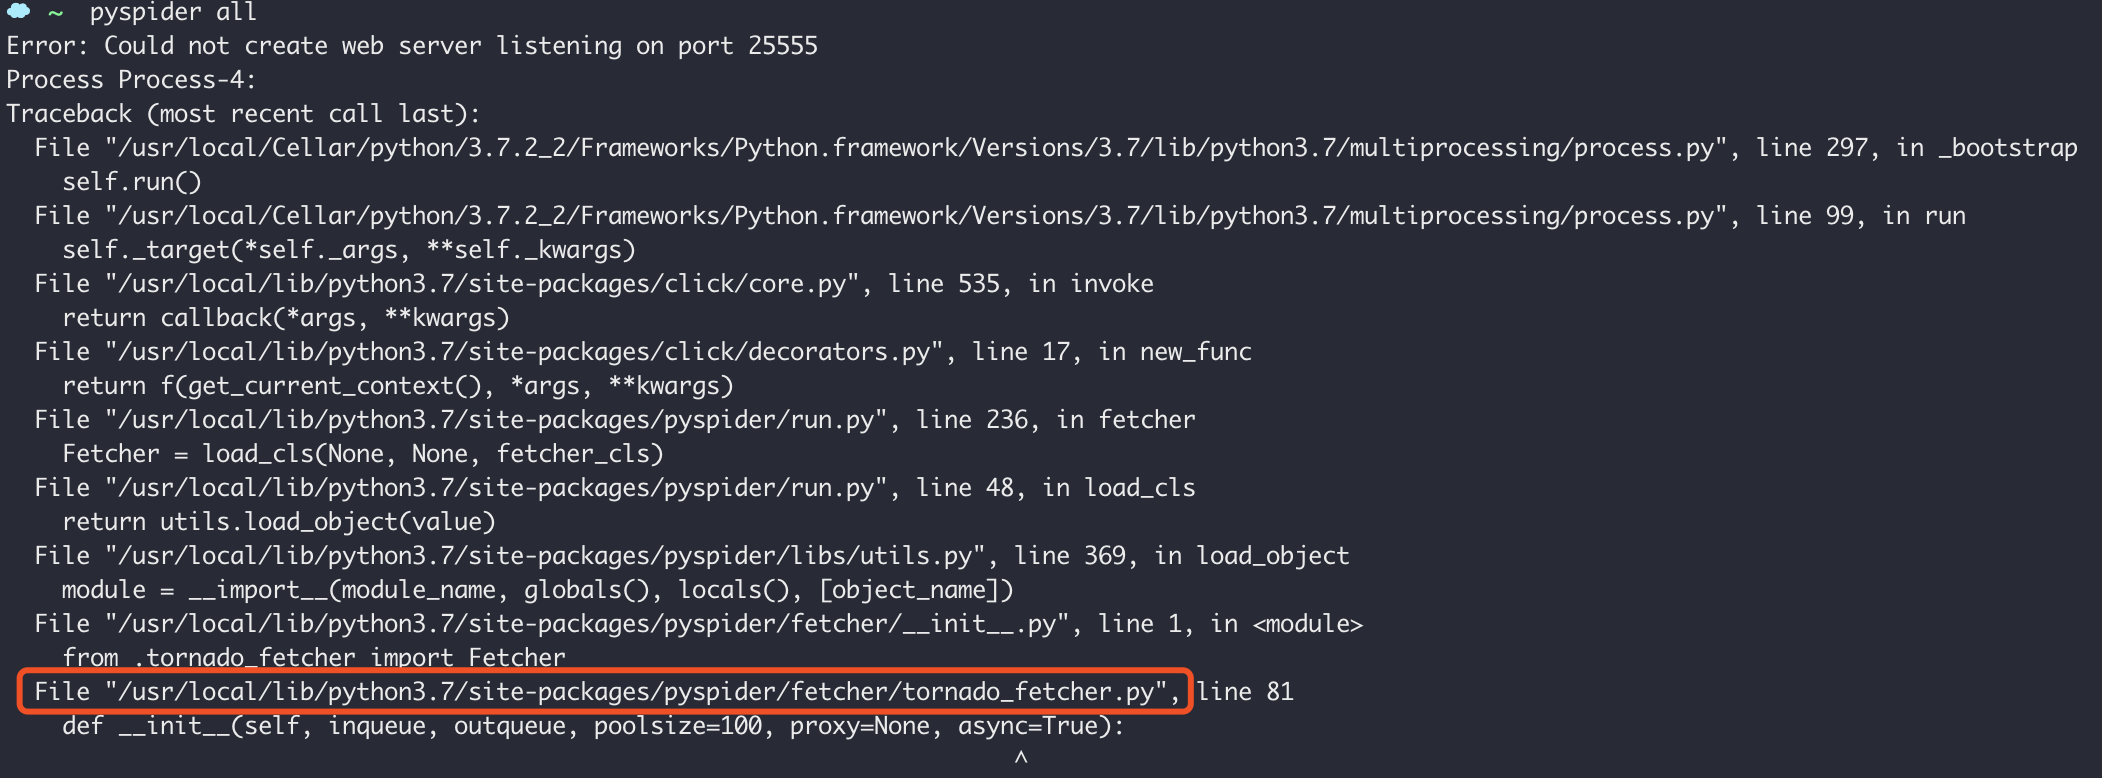 ~ pyspider all
Error: Could not create web server listening on port 25555
Process Process-4:
Traceback (most recent call last):
  File "/usr/local/Cellar/python/3.7.2_2/Frameworks/Python.framework/Versions/3.7/lib/python3.7/multiprocessing/process.py", line 297, in _bootstrap
    self.run()
  File "/usr/local/Cellar/python/3.7.2_2/Frameworks/Python.framework/Versions/3.7/lib/python3.7/multiprocessing/process.py", line 99, in run
    self._target(*self._args, **self._kwargs)
  File "/usr/local/lib/python3.7/site-packages/click/core.py", line 535, in invoke
    return callback(*args, **kwargs)
  File "/usr/local/lib/python3.7/site-packages/click/decorators.py", line 17, in new_func
    return f(get_current_context(), *args, **kwargs)
  File "/usr/local/lib/python3.7/site-packages/pyspider/run.py", line 236, in fetcher
    Fetcher = load_cls(None, None, fetcher_cls)
  File "/usr/local/lib/python3.7/site-packages/pyspider/run.py", line 48, in load_cls
    return utils.load_object(value)
  File "/usr/local/lib/python3.7/site-packages/pyspider/libs/utils.py", line 369, in load_object
    module = __import__(module_name, globals(), locals(), [object_name])
  File "/usr/local/lib/python3.7/site-packages/pyspider/fetcher/__init__.py", line 1, in <module>
    from .tornado_fetcher import Fetcher
  File "/usr/local/lib/python3.7/site-packages/pyspider/fetcher/tornado_fetcher.py", line 81
    def __init__(self, inqueue, outqueue, poolsize=100, proxy=None, async=True):
                                                                        ^